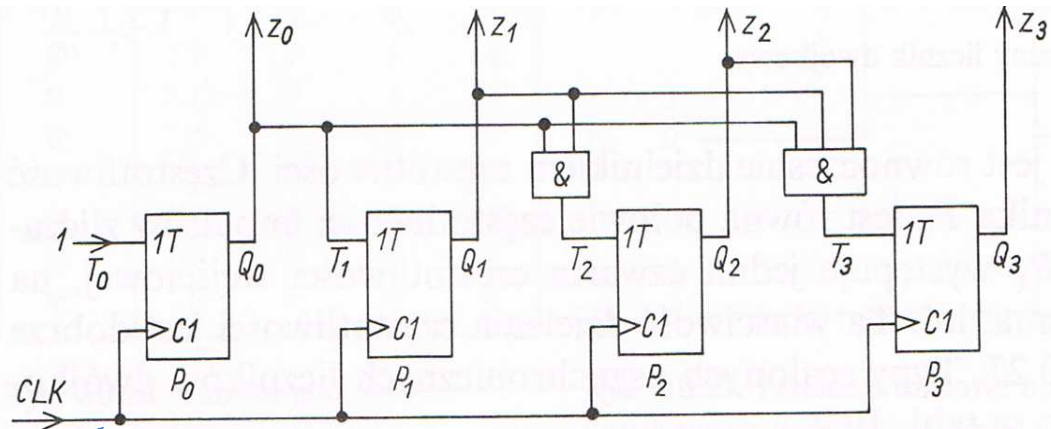 Z0 Z1 Z2 Z3
& &
1 1T 1T 1T 1T
T0 Q0 T1 Q1 T2 Q2 T3 Q3
C1 C1 C1 C1
P0 P1 P2 P3
CLK